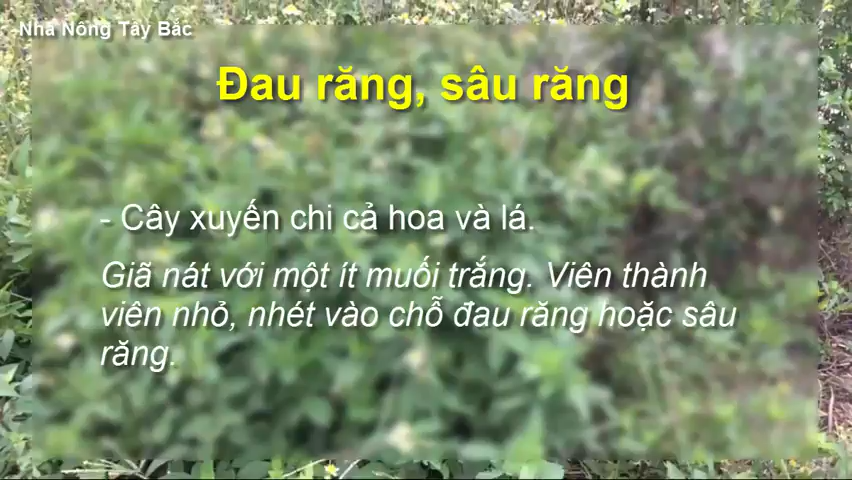 Nhà Nông Tây Bắc
Đau răng, sâu răng
- Cây xuyến chi cả hoa và lá.
Giã nát với một ít muối trắng. Viên thành
viên nhỏ, nhét vào chỗ đau răng hoặc sâu
răng.